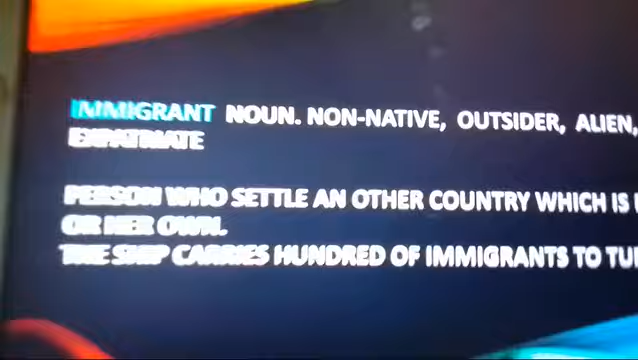 IMMIGRANT NOUN. NON-NATIVE, OUTSIDER, ALIEN,
EXPATRIATE
PERSON WHO SETTLE AN OTHER COUNTRY WHICH IS
OR HER OWN.
THE SHIP CARRIES HUNDRED OF IMMIGRANTS TO